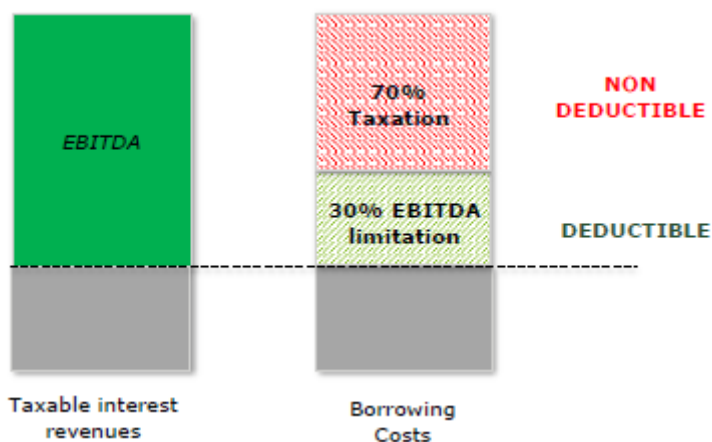 EBITDA
70%
Taxation
NON
DEDUCTIBLE
30% EBITDA
limitation
DEDUCTIBLE
Taxable interest
revenues
Borrowing
Costs